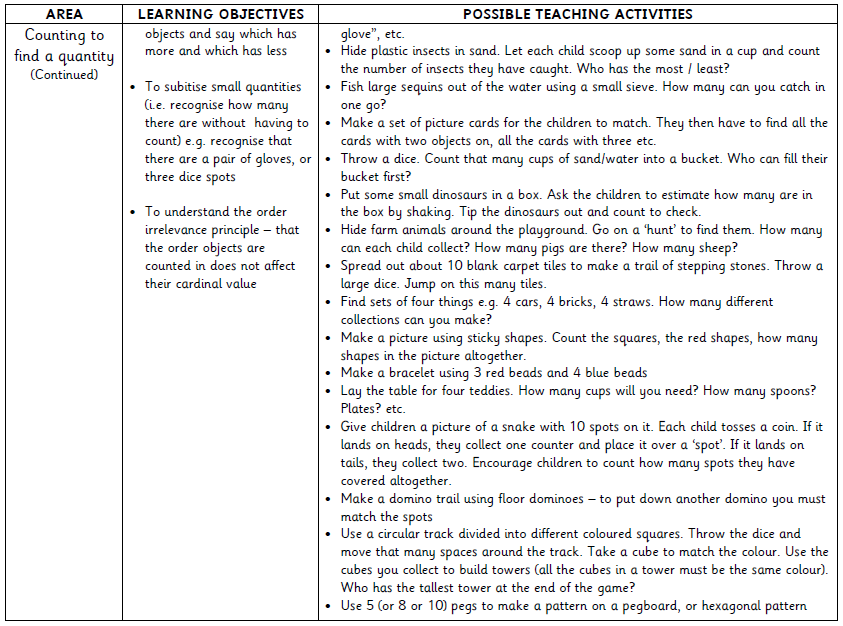 AREA
LEARNING OBJECTIVES
POSSIBLE TEACHING ACTIVITIES
Counting to
find a quantity
(Continued)
objects and say which has
more and which has less
• To subitise small quantities
(i.e. recognise how many
there are without having to
count) e.g. recognise that
there are a pair of gloves, or
three dice spots
• To understand the order
irrelevance principle – that
the order objects are
counted in does not affect
their cardinal value
glove”, etc.
• Hide plastic insects in sand. Let each child scoop up some sand in a cup and count
the number of insects they have caught. Who has the most / least?
• Fish large sequins out of the water using a small sieve. How many can you catch in
one go?
• Make a set of picture cards for the children to match. They then have to find all the
cards with two objects on, all the cards with three etc.
• Throw a dice. Count that many cups of sand/water into a bucket. Who can fill their
bucket first?
• Put some small dinosaurs in a box. Ask the children to estimate how many are in
the box by shaking. Tip the dinosaurs out and count to check.
• Hide farm animals around the playground. Go on a ‘hunt’ to find them. How many
can each child collect? How many pigs are there? How many sheep?
• Spread out about 10 blank carpet tiles to make a trail of stepping stones. Throw a
large dice. Jump on this many tiles.
• Find sets of four things e.g. 4 cars, 4 bricks, 4 straws. How many different
collections can you make?
• Make a picture using sticky shapes. Count the squares, the red shapes, how many
shapes in the picture altogether.
• Make a bracelet using 3 red beads and 4 blue beads
• Lay the table for four teddies. How many cups will you need? How many spoons?
Plates? etc.
• Give children a picture of a snake with 10 spots on it. Each child tosses a coin. If it
lands on heads, they collect one counter and place it over a ‘spot’. If it lands on
tails, they collect two. Encourage children to count how many spots they have
covered altogether.
• Make a domino trail using floor dominoes – to put down another domino you must
match the spots
• Use a circular track divided into different coloured squares. Throw the dice and
move that many spaces around the track. Take a cube to match the colour. Use the
cubes you collect to build towers (all the cubes in a tower must be the same colour).
Who has the tallest tower at the end of the game?
• Use 5 (or 8 or 10) pegs to make a pattern on a pegboard, or hexagonal pattern